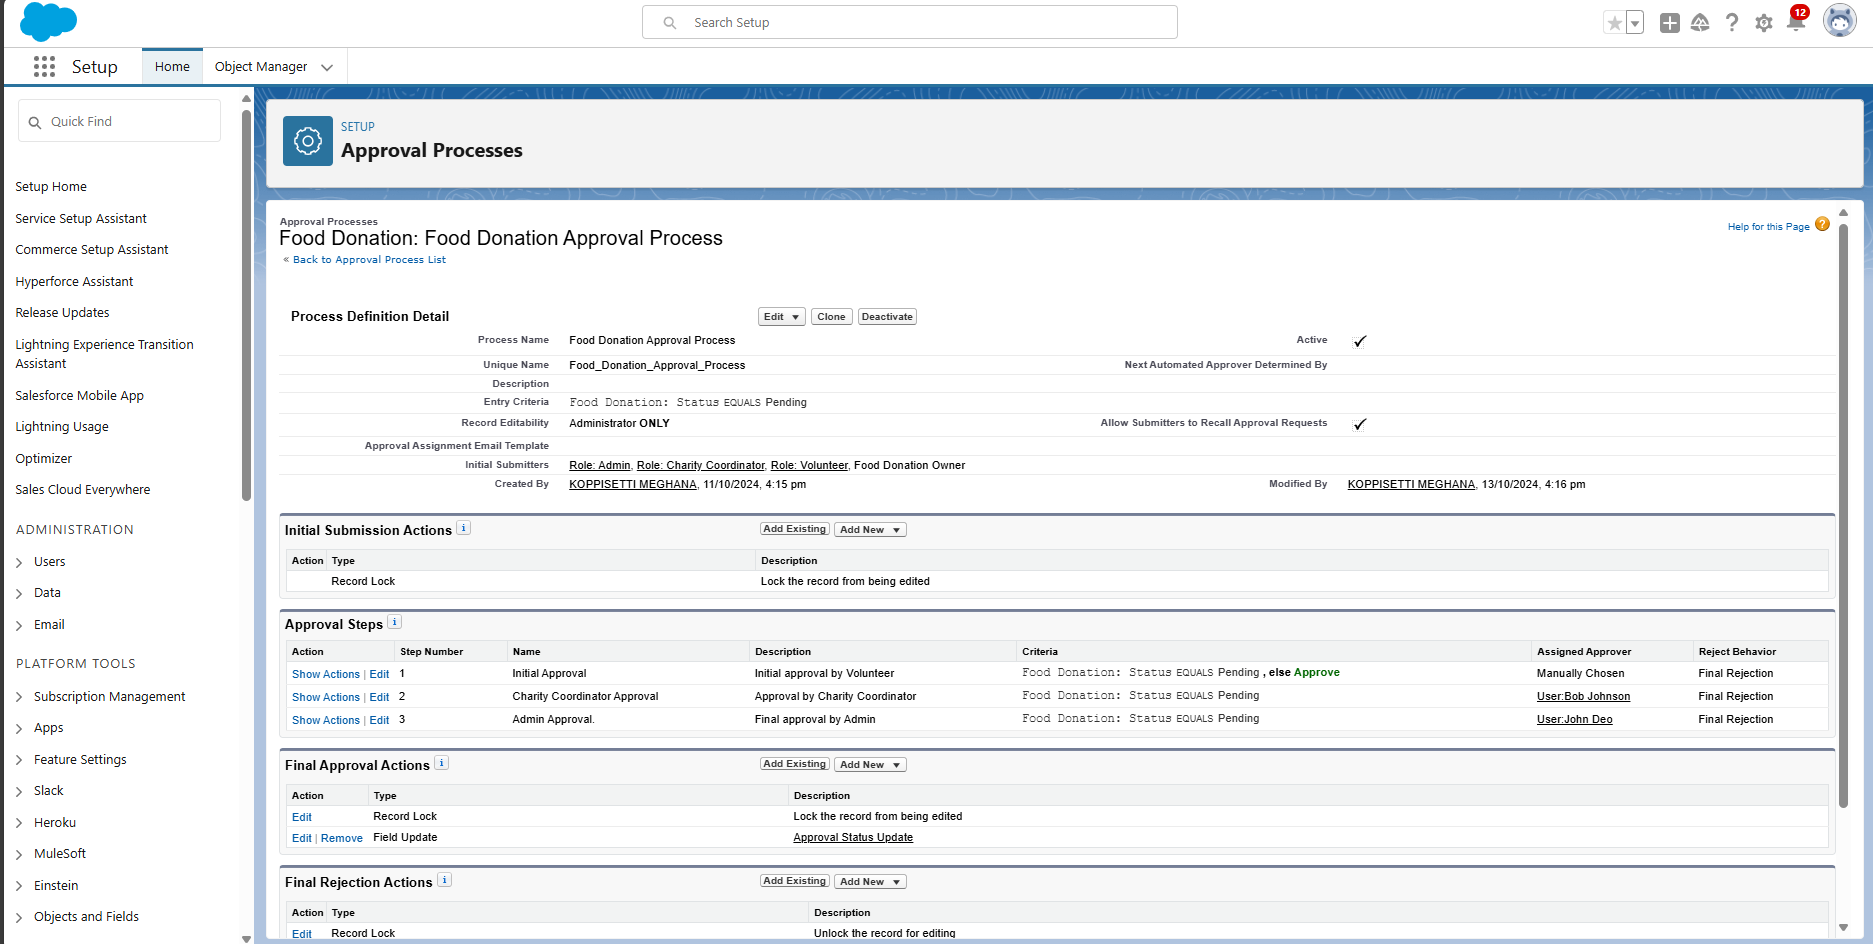 Search Setup
12
Setup
Home
Object Manager
Quick Find
Setup Home
Service Setup Assistant
Commerce Setup Assistant
Hyperforce Assistant
Release Updates
Lightning Experience Transition
Assistant
Salesforce Mobile App
Lightning Usage
Optimizer
Sales Cloud Everywhere
ADMINISTRATION
Users
Data
Email
PLATFORM TOOLS
Subscription Management
Apps
Feature Settings
Slack
Heroku
MuleSoft
Einstein
Objects and Fields
SETUP
Approval Processes
Approval Processes
Food Donation: Food Donation Approval Process
« Back to Approval Process List
Help for this Page ?
Process Definition Detail Edit Clone Deactivate
Process Name Food Donation Approval Process Active
Unique Name Food_Donation_Approval_Process Next Automated Approver Determined By
Description
Entry Criteria Food Donation: Status EQUALS Pending
Record Editability Administrator ONLY Allow Submitters to Recall Approval Requests
Approval Assignment Email Template
Initial Submitters Role: Admin, Role: Charity Coordinator, Role: Volunteer, Food Donation Owner
Created By KOPPISETTI MEGHANA, 11/10/2024, 4:15 pm Modified By KOPPISETTI MEGHANA, 13/10/2024, 4:16 pm
Initial Submission Actions i Add Existing Add New
Action Type Description
Record Lock Lock the record from being edited
Approval Steps i
Action Step Number Name Description Criteria Assigned Approver Reject Behavior
Show Actions | Edit 1 Initial Approval Initial approval by Volunteer Food Donation: Status EQUALS Pending , else Approve Manually Chosen Final Rejection
Show Actions | Edit 2 Charity Coordinator Approval Approval by Charity Coordinator Food Donation: Status EQUALS Pending User:Bob Johnson Final Rejection
Show Actions | Edit 3 Admin Approval. Final approval by Admin Food Donation: Status EQUALS Pending User:John Deo Final Rejection
Final Approval Actions i Add Existing Add New
Action Type Description
Edit Record Lock Lock the record from being edited
Edit | Remove Field Update Approval Status Update
Final Rejection Actions i Add Existing Add New
Action Type Description
Edit Record Lock Unlock the record for editing